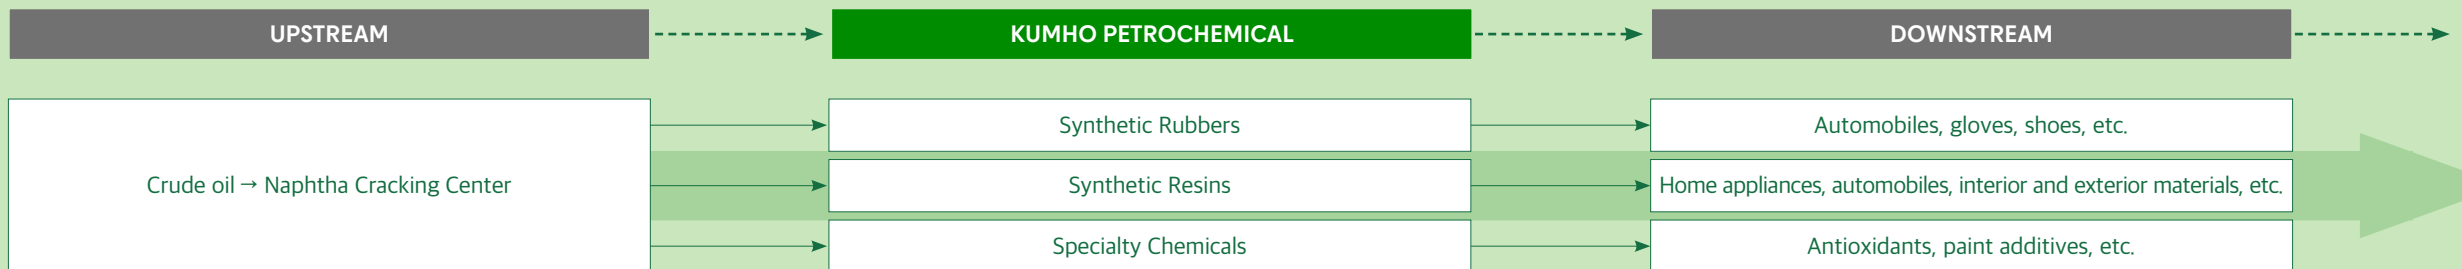 UPSTREAM
KUMHO PETROCHEMICAL
DOWNSTREAM
Crude oil → Naphtha Cracking Center
Synthetic Rubbers
Automobiles, gloves, shoes, etc.
Synthetic Resins
Home appliances, automobiles, interior and exterior materials, etc.
Specialty Chemicals
Antioxidants, paint additives, etc.